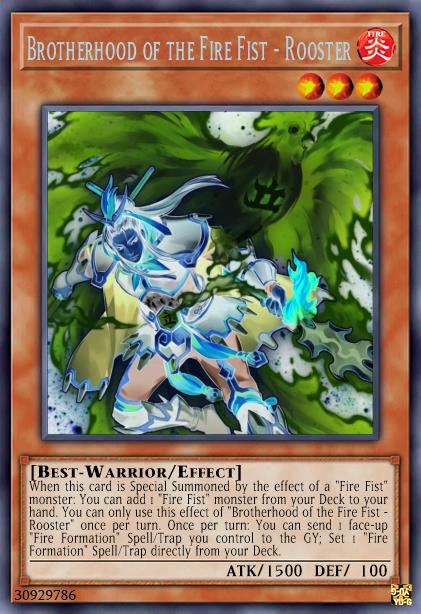 BROTHERHOOD OF THE FIRE FIST - ROOSTER
FIRE
炎
[BEST-WARRIOR/EFFECT]
When this card is Special Summoned by the effect of a "Fire Fist"
monster: You can add 1 "Fire Fist" monster from your Deck to your
hand. You can only use this effect of "Brotherhood of the Fire Fist -
Rooster" once per turn. Once per turn: You can send 1 face-up
"Fire Formation" Spell/Trap you control to the GY; Set 1 "Fire
Formation" Spell/Trap directly from your Deck.
ATK/1500 DEF/ 100
30929786